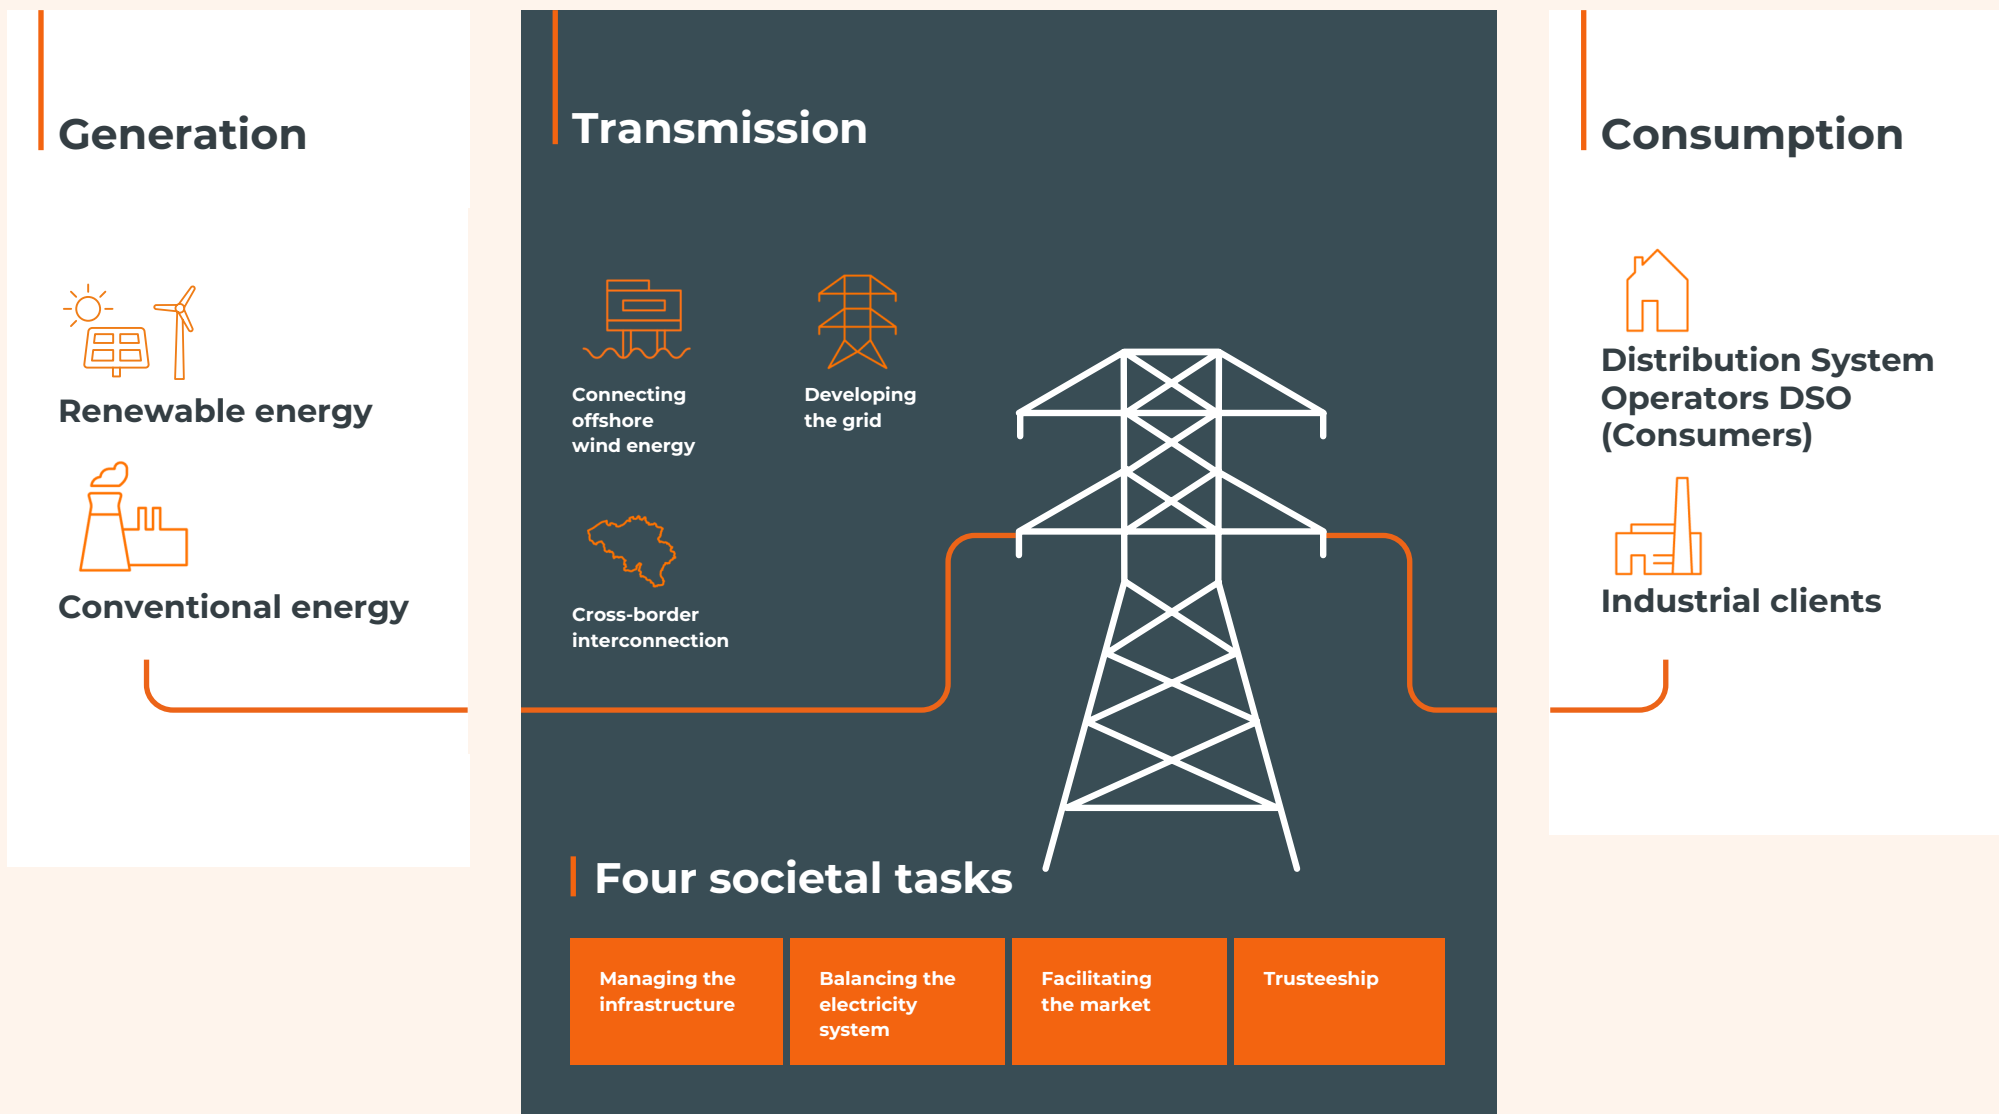 Generation
Renewable energy
Conventional energy
Transmission
Connecting
offshore
wind energy
Developing
the grid
Cross-border
interconnection
Four societal tasks
Managing the
infrastructure
Balancing the
electricity
system
Facilitating
the market
Trusteeship
Consumption
Distribution System
Operators DSO
(Consumers)
Industrial clients